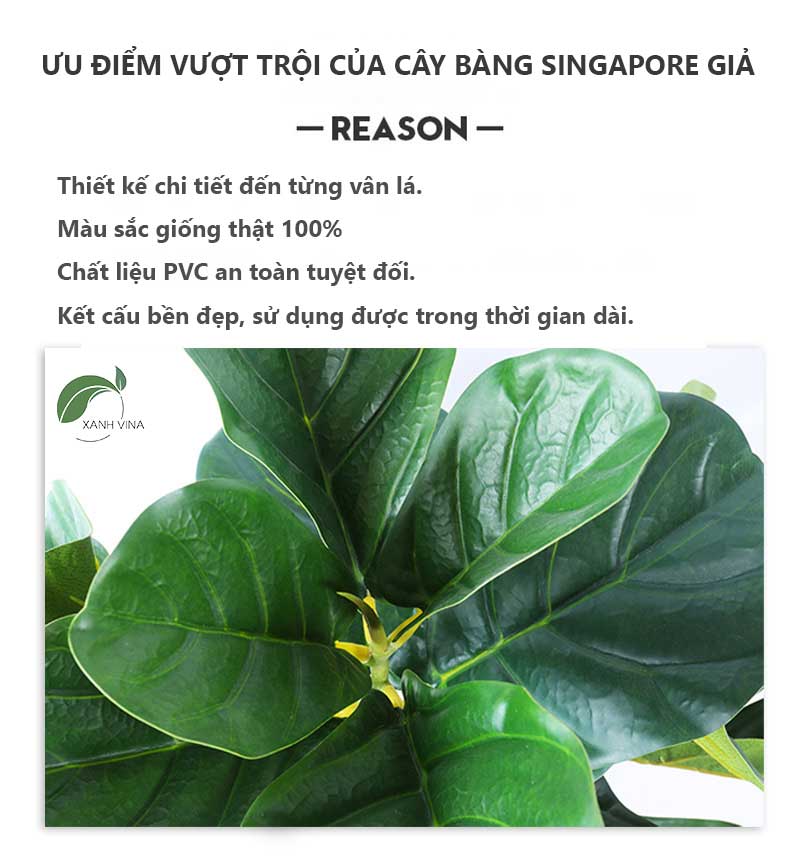 ƯU ĐIỂM VƯỢT TRỘI CỦA CÂY BÀNG SINGAPORE GIẢ
— REASON —
Thiết kế chi tiết đến từng vân lá.
Màu sắc giống thật 100%
Chất liệu PVC an toàn tuyệt đối.
Kết cấu bền đẹp, sử dụng được trong thời gian dài.
XANH VINA